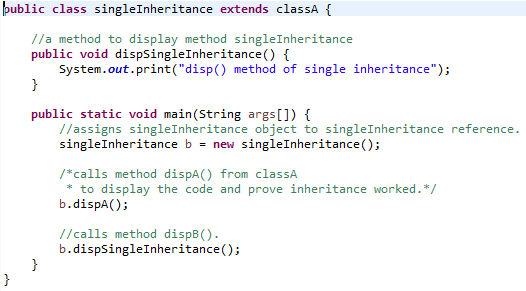 public class singleInheritance extends classA {
//a method to display method singleInheritance
public void dispSingleInheritance() {
System.out.print("disp() method of single inheritance");
}
public static void main(String args[]) {
//assigns singleInheritance object to singleInheritance reference.
singleInheritance b = new singleInheritance();
/*calls method dispA() from classA
* to display the code and prove inheritance worked.*/
b.dispA();
//calls method dispB().
b.dispSingleInheritance();
}
}